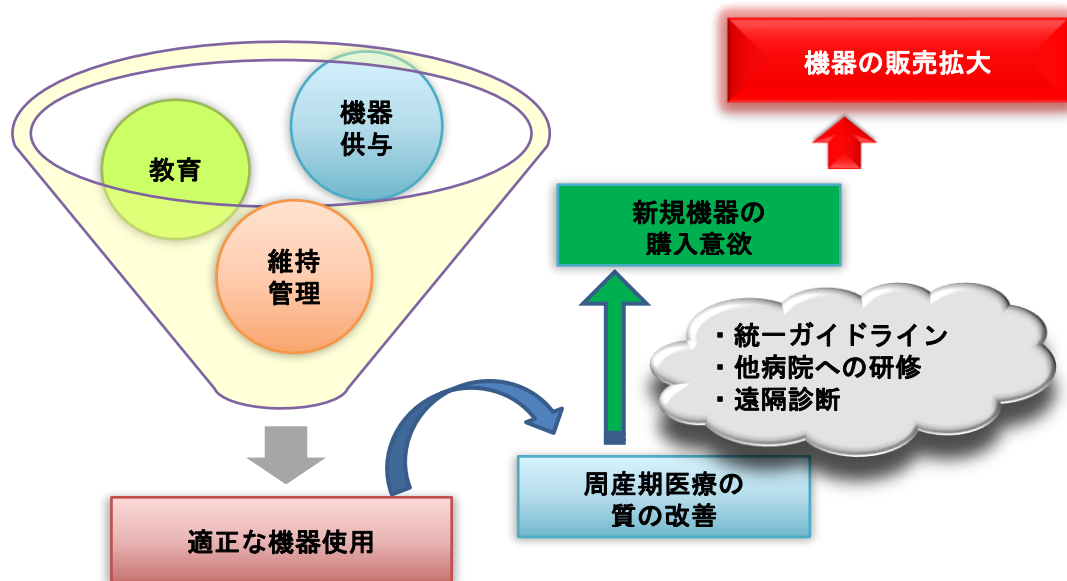 機器の販売拡大
機器
供与
教育
維持
管理
新規機器の
購入意欲
・統一ガイドライン
・他病院への研修
・遠隔診断
周産期医療の
質の改善
適正な機器使用